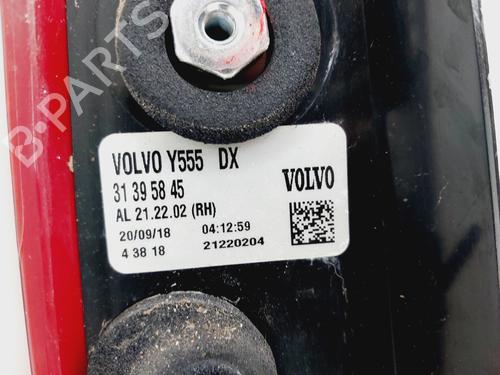 B-PARTS
VOLVO Y555 DX
31 39 58 45
VOLVO
AL 21.22.02 (RH)
20/09/18 04:12:59
4 38 18 21220204